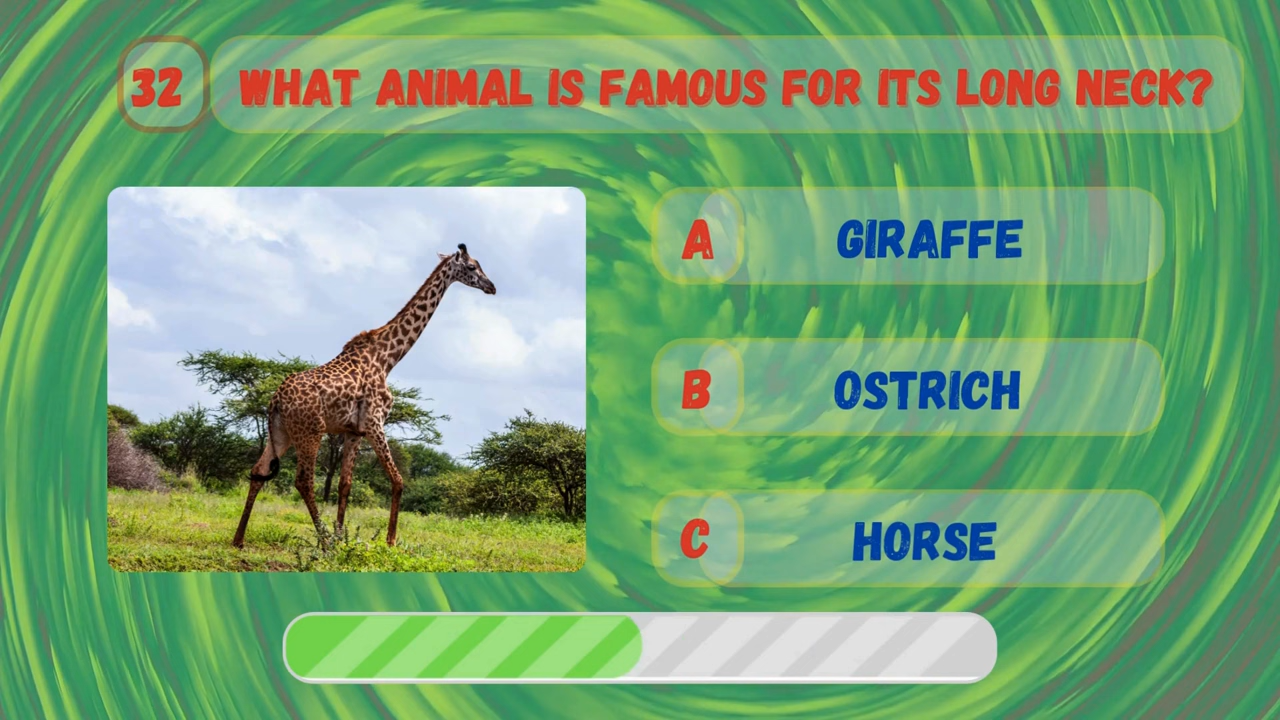 32 WHAT ANIMAL IS FAMOUS FOR ITS LONG NECK?
A GIRAFFE
B OSTRICH
C HORSE